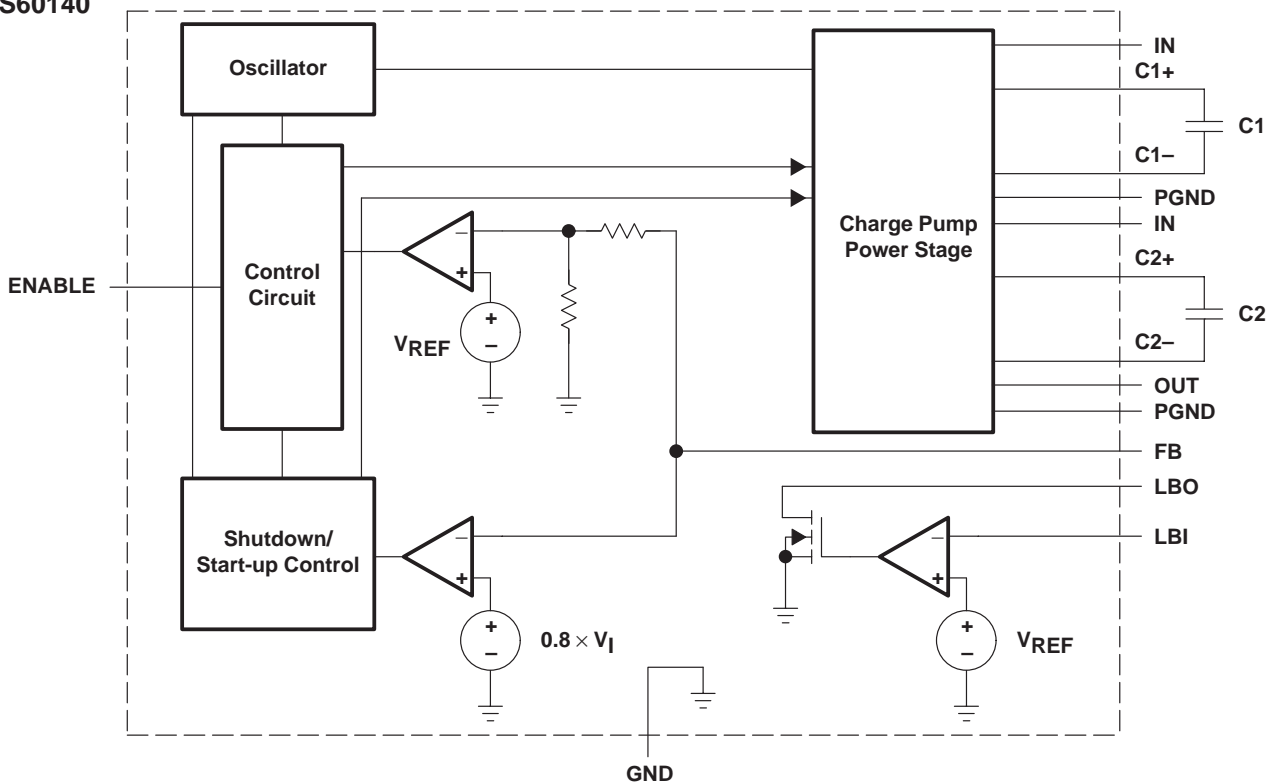 S60140
Oscillator
IN
C1+
C1
C1–
PGND
Charge Pump
Power Stage
IN
C2+
C2
C2–
OUT
PGND
ENABLE
Control
Circuit
–
+
+
–
VREF
FB
LBO
LBI
Shutdown/
Start-up Control
–
+
+
–
0.8 × VI
–
+
+
–
VREF
GND